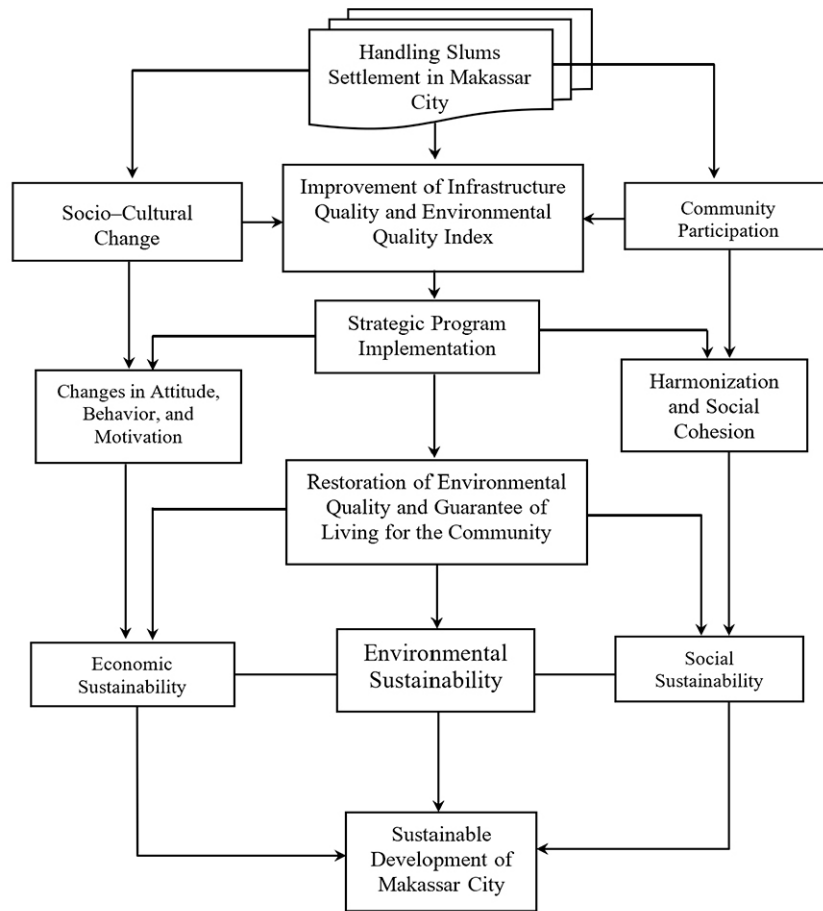 Handling Slums
Settlement in Makassar
City
Socio–Cultural
Change
Improvement of Infrastructure
Quality and Environmental
Quality Index
Community
Participation
Strategic Program
Implementation
Changes in Attitude,
Behavior, and
Motivation
Harmonization
and Social
Cohesion
Restoration of Environmental
Quality and Guarantee of
Living for the Community
Economic
Sustainability
Environmental
Sustainability
Social
Sustainability
Sustainable
Development of
Makassar City